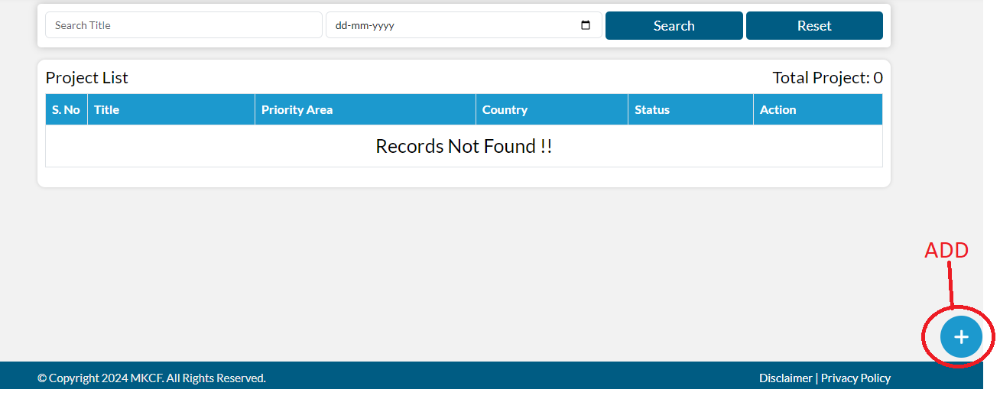 Search Title dd-mm-yyyy Search Reset
Project List Total Project: 0
S. No Title Priority Area Country Status Action
Records Not Found !!
ADD
+
© Copyright 2024 MKCF. All Rights Reserved. Disclaimer | Privacy Policy